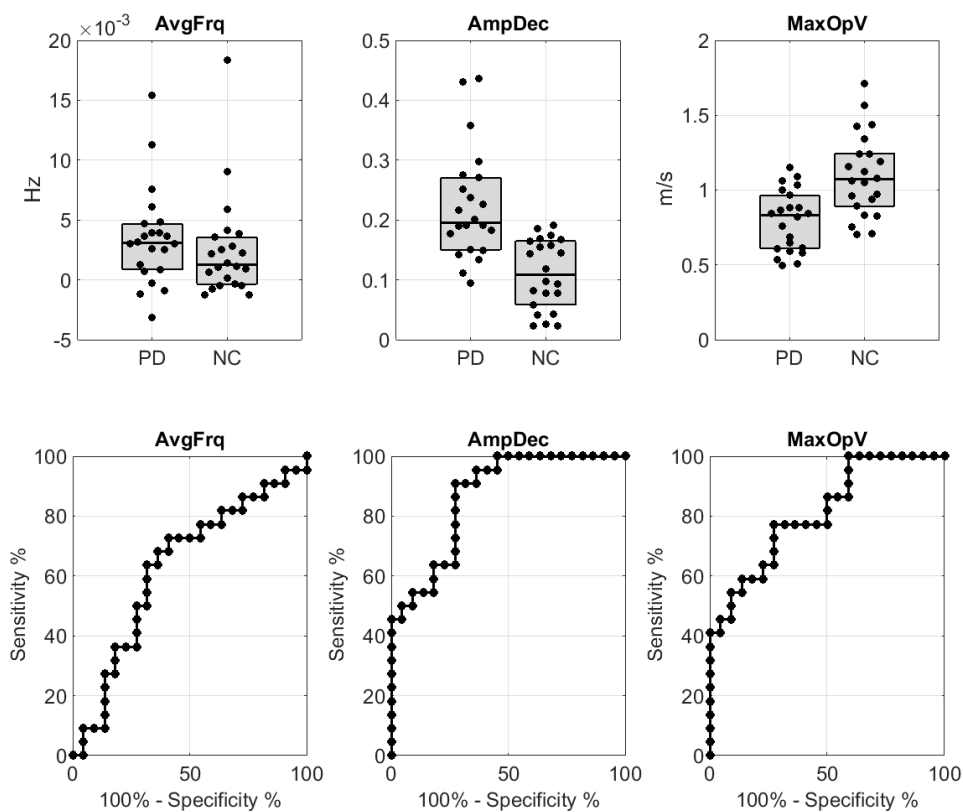 AvgFrq
×10⁻³
20
15
10
5
0
-5
Hz
PD NC
AmpDec
0.5
0.4
0.3
0.2
0.1
0
PD NC
MaxOpV
2
1.5
1
0.5
0
m/s
PD NC
AvgFrq
100
80
60
40
20
0
Sensitivity %
0 50 100
100% - Specificity %
AmpDec
100
80
60
40
20
0
Sensitivity %
0 50 100
100% - Specificity %
MaxOpV
100
80
60
40
20
0
Sensitivity %
0 50 100
100% - Specificity %